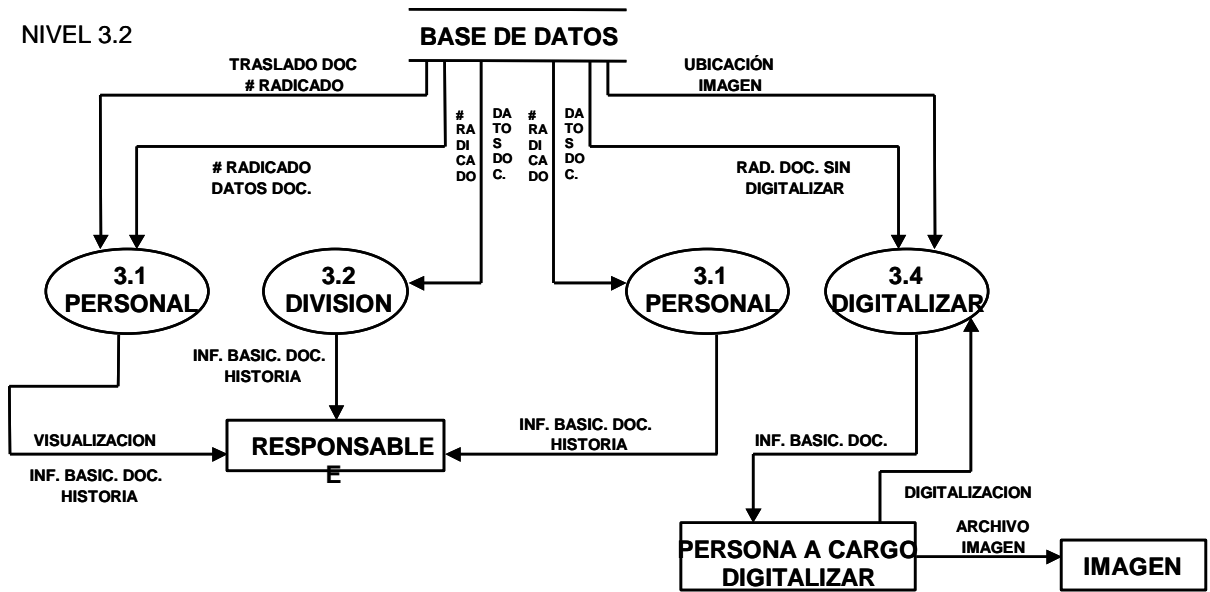 NIVEL 3.2
BASE DE DATOS
TRASLADO DOC
# RADICADO
UBICACIÓN
IMAGEN
#
RA
DI
CA
DO
DA
TO
S
DO
C.
#
RA
DI
CA
DO
DA
TO
S
DO
C.
# RADICADO
DATOS DOC.
RAD. DOC. SIN
DIGITALIZAR
3.1
PERSONAL
3.2
DIVISION
3.1
PERSONAL
3.4
DIGITALIZAR
INF. BASIC. DOC.
HISTORIA
VISUALIZACION
INF. BASIC. DOC.
HISTORIA
RESPONSABLE
E
INF. BASIC. DOC.
HISTORIA
INF. BASIC. DOC.
DIGITALIZACION
PERSONA A CARGO
DIGITALIZAR
ARCHIVO
IMAGEN
IMAGEN